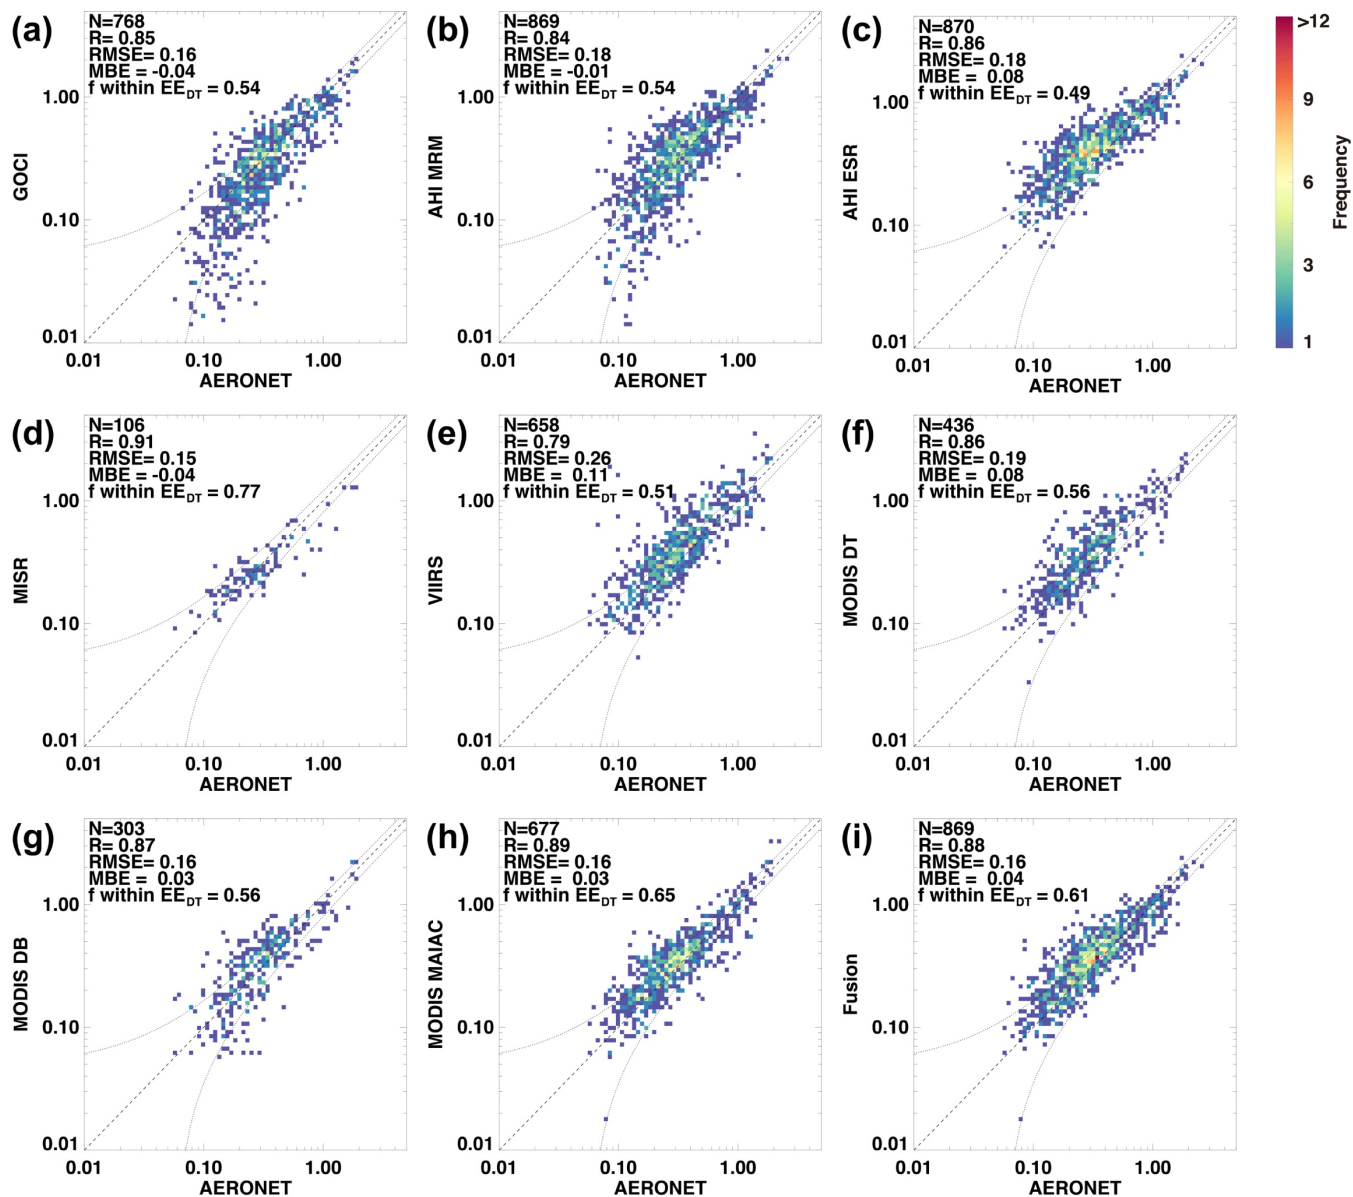 (a)
N=768
R= 0.85
RMSE= 0.16
MBE = -0.04
f within EE_DT = 0.54
1.00
0.10
0.01
GOCI
0.01 0.10 1.00
AERONET
(b)
N=869
R= 0.84
RMSE= 0.18
MBE = -0.01
f within EE_DT = 0.54
1.00
0.10
0.01
AHI MRM
0.01 0.10 1.00
AERONET
(c)
N=870
R= 0.86
RMSE= 0.18
MBE = 0.08
f within EE_DT = 0.49
1.00
0.10
0.01
AHI ESR
0.01 0.10 1.00
AERONET
>12
9
6
3
1
Frequency
(d)
N=106
R= 0.91
RMSE= 0.15
MBE = -0.04
f within EE_DT = 0.77
1.00
0.10
0.01
MISR
0.01 0.10 1.00
AERONET
(e)
N=658
R= 0.79
RMSE= 0.26
MBE = 0.11
f within EE_DT = 0.51
1.00
0.10
0.01
VIIRS
0.01 0.10 1.00
AERONET
(f)
N=436
R= 0.86
RMSE= 0.19
MBE = 0.08
f within EE_DT = 0.56
1.00
0.10
0.01
MODIS DT
0.01 0.10 1.00
AERONET
(g)
N=303
R= 0.87
RMSE= 0.16
MBE = 0.03
f within EE_DT = 0.56
1.00
0.10
0.01
MODIS DB
0.01 0.10 1.00
AERONET
(h)
N=677
R= 0.89
RMSE= 0.16
MBE = 0.03
f within EE_DT = 0.65
1.00
0.10
0.01
MODIS MAIAC
0.01 0.10 1.00
AERONET
(i)
N=869
R= 0.88
RMSE= 0.16
MBE = 0.04
f within EE_DT = 0.61
1.00
0.10
0.01
Fusion
0.01 0.10 1.00
AERONET